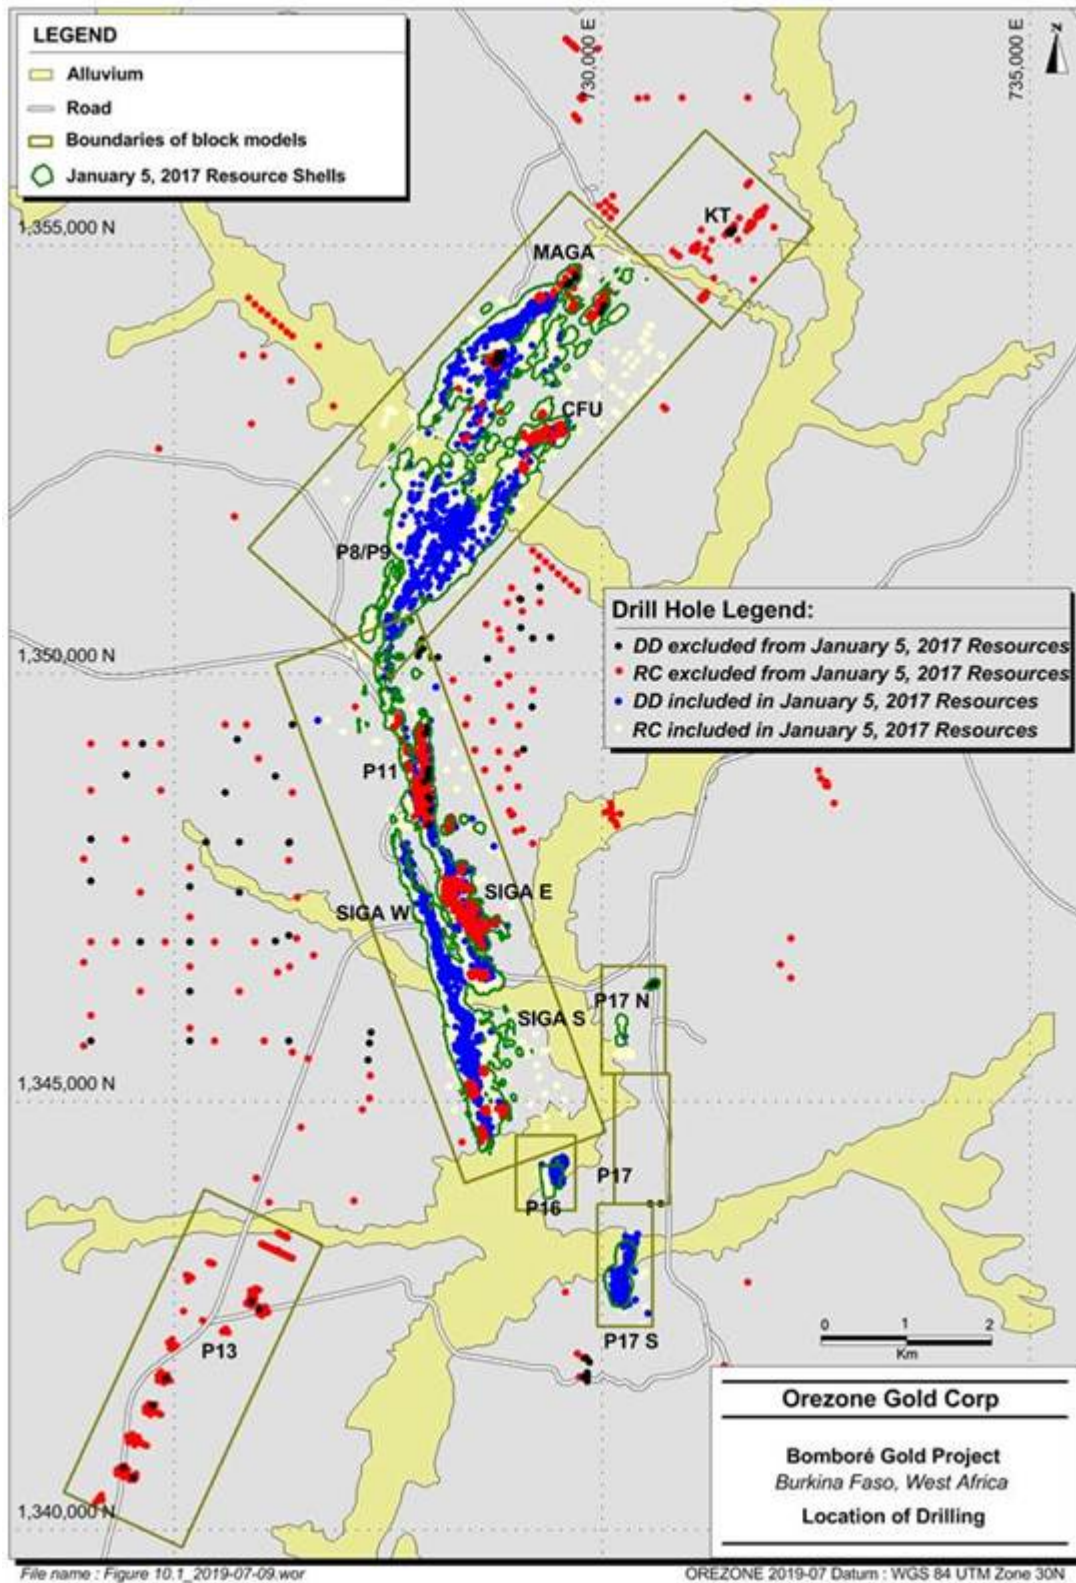 LEGEND
Alluvium
Road
Boundaries of block models
January 5, 2017 Resource Shells
730,000 E
735,000 E
N
1,355,000 N
KT
MAGA
CFU
P8/P9
Drill Hole Legend:
DD excluded from January 5, 2017 Resources
RC excluded from January 5, 2017 Resources
DD included in January 5, 2017 Resources
RC included in January 5, 2017 Resources
1,350,000 N
P11
SIGA E
SIGA W
P17 N
SIGA S
1,345,000 N
P17
P16
P17 S
P13
0 1 2
Km
Orezone Gold Corp
Bomboré Gold Project
Burkina Faso, West Africa
Location of Drilling
1,340,000 N
File name : Figure 10.1_2019-07-09.wor
OREZONE 2019-07 Datum : WGS 84 UTM Zone 30N